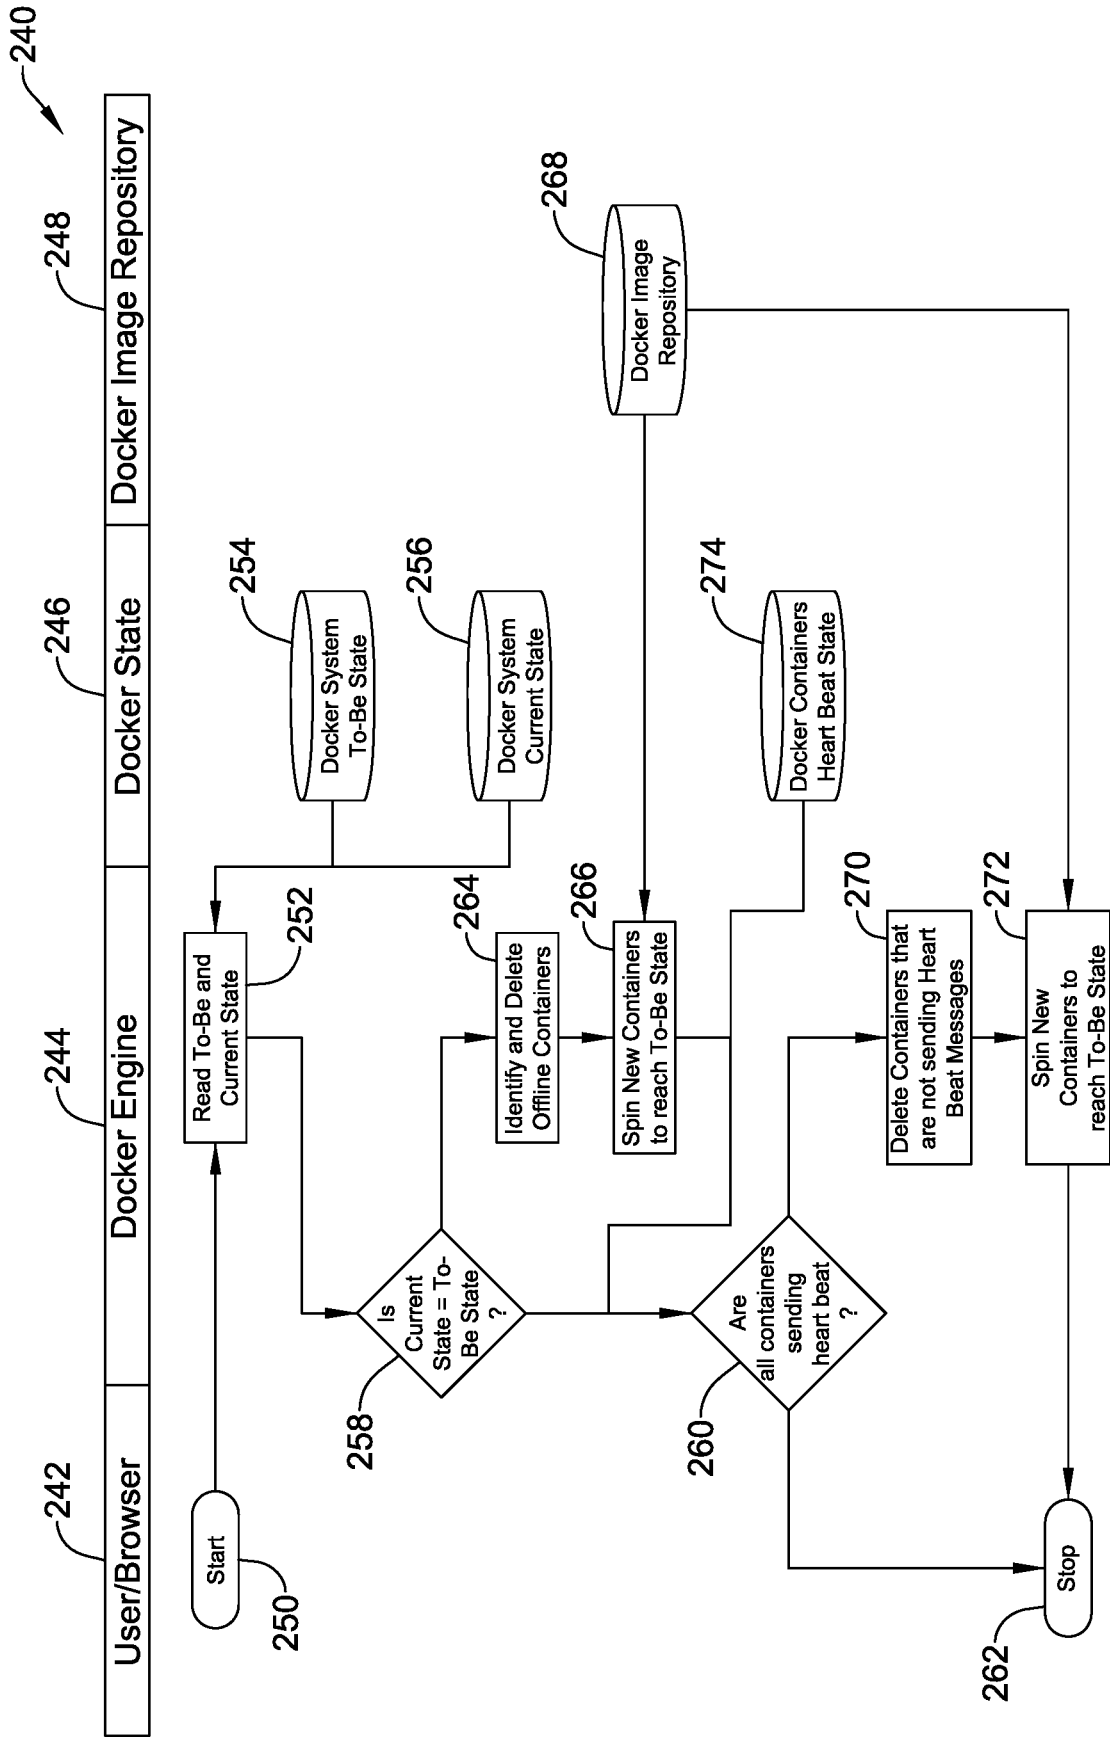 240
242
244
246
248
User/Browser
Docker Engine
Docker State
Docker Image Repository
Start
250
Read To-Be and
Current State
252
Docker System
To-Be State
254
Docker System
Current State
256
Is
Current
State = To-
Be State
?
258
Identify and Delete
Offline Containers
264
Spin New Containers
to reach To-Be State
266
Docker Image
Repository
268
Docker Containers
Heart Beat State
274
Are
all containers
sending
heart beat
?
260
Delete Containers that
are not sending Heart
Beat Messages
270
Spin New
Containers to
reach To-Be State
272
Stop
262